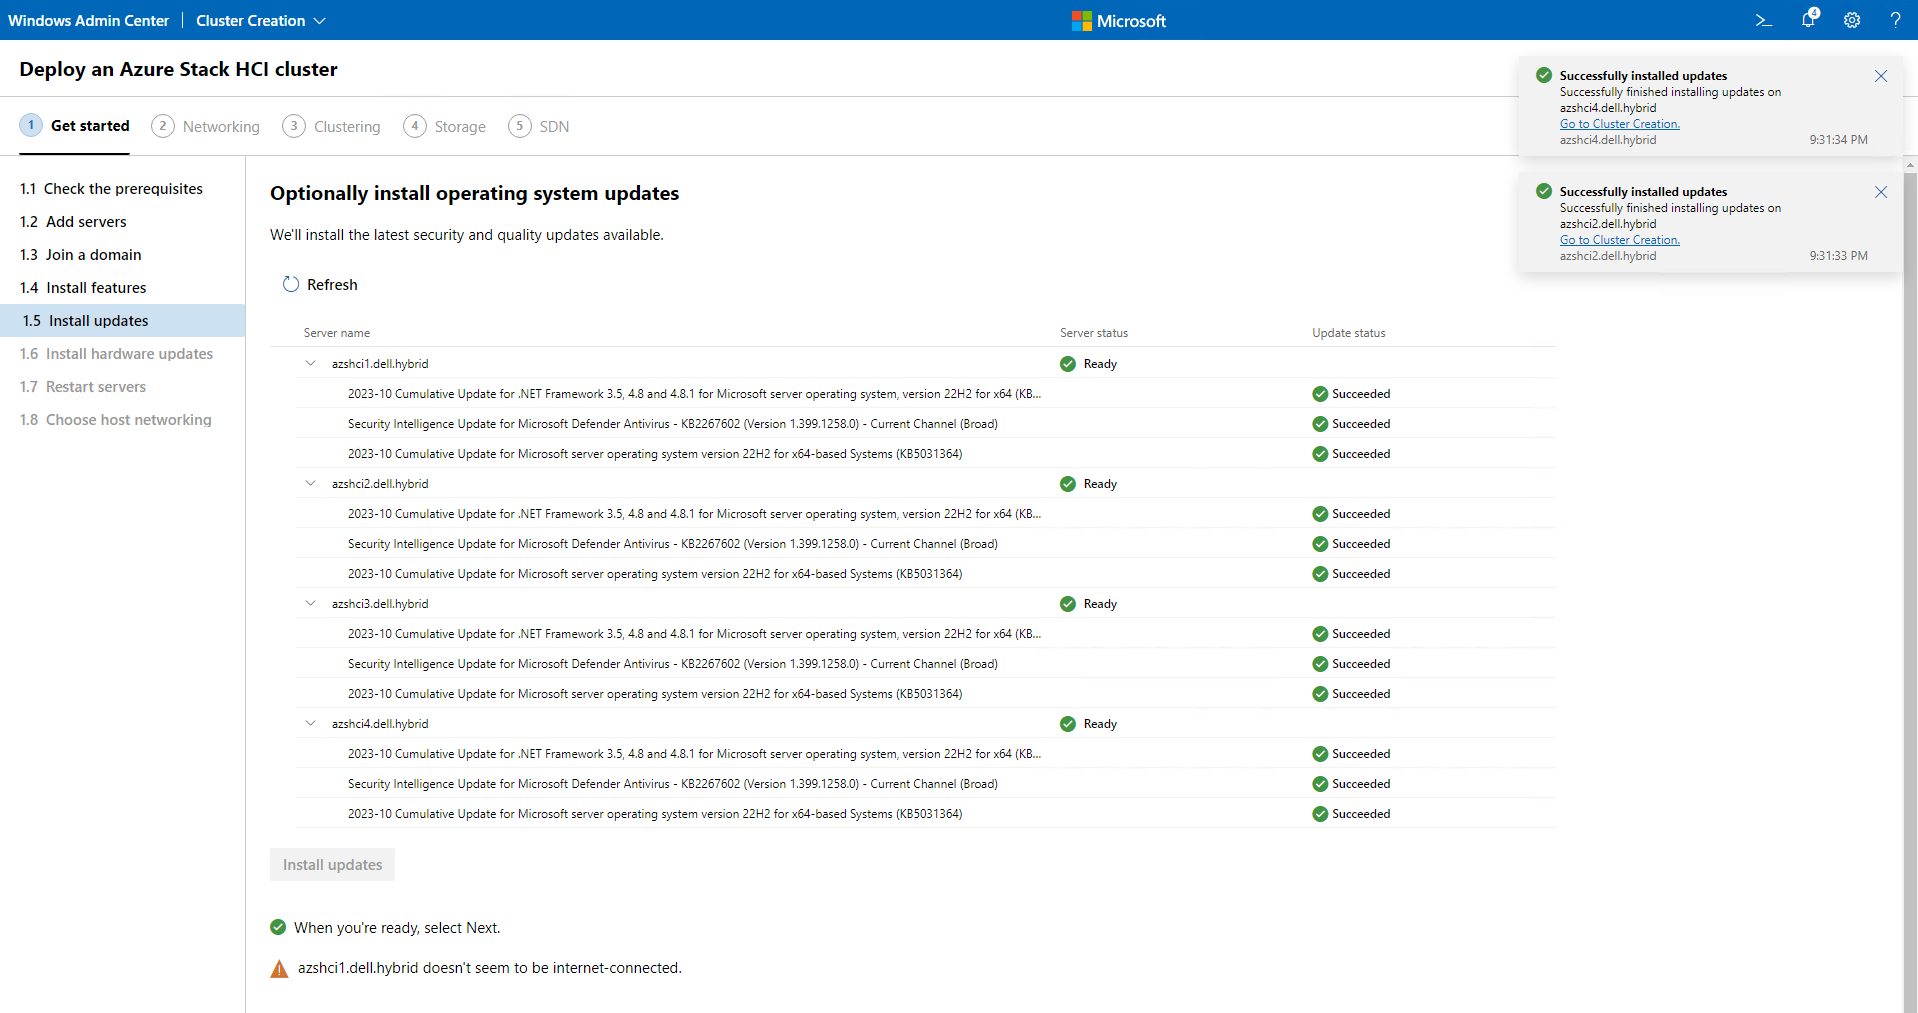 Windows Admin Center
Cluster Creation
Microsoft
4
Deploy an Azure Stack HCI cluster
1 Get started
2 Networking
3 Clustering
4 Storage
5 SDN
Successfully installed updates
Successfully finished installing updates on
azshci4.dell.hybrid
Go to Cluster Creation.
azshci4.dell.hybrid 9:31:34 PM
Successfully installed updates
Successfully finished installing updates on
azshci2.dell.hybrid
Go to Cluster Creation.
azshci2.dell.hybrid 9:31:33 PM
1.1 Check the prerequisites
1.2 Add servers
1.3 Join a domain
1.4 Install features
1.5 Install updates
1.6 Install hardware updates
1.7 Restart servers
1.8 Choose host networking
Optionally install operating system updates
We'll install the latest security and quality updates available.
Refresh
Server name Server status Update status
azshci1.dell.hybrid Ready
2023-10 Cumulative Update for .NET Framework 3.5, 4.8 and 4.8.1 for Microsoft server operating system, version 22H2 for x64 (KB... Succeeded
Security Intelligence Update for Microsoft Defender Antivirus - KB2267602 (Version 1.399.1258.0) - Current Channel (Broad) Succeeded
2023-10 Cumulative Update for Microsoft server operating system version 22H2 for x64-based Systems (KB5031364) Succeeded
azshci2.dell.hybrid Ready
2023-10 Cumulative Update for .NET Framework 3.5, 4.8 and 4.8.1 for Microsoft server operating system, version 22H2 for x64 (KB... Succeeded
Security Intelligence Update for Microsoft Defender Antivirus - KB2267602 (Version 1.399.1258.0) - Current Channel (Broad) Succeeded
2023-10 Cumulative Update for Microsoft server operating system version 22H2 for x64-based Systems (KB5031364) Succeeded
azshci3.dell.hybrid Ready
2023-10 Cumulative Update for .NET Framework 3.5, 4.8 and 4.8.1 for Microsoft server operating system, version 22H2 for x64 (KB... Succeeded
Security Intelligence Update for Microsoft Defender Antivirus - KB2267602 (Version 1.399.1258.0) - Current Channel (Broad) Succeeded
2023-10 Cumulative Update for Microsoft server operating system version 22H2 for x64-based Systems (KB5031364) Succeeded
azshci4.dell.hybrid Ready
2023-10 Cumulative Update for .NET Framework 3.5, 4.8 and 4.8.1 for Microsoft server operating system, version 22H2 for x64 (KB... Succeeded
Security Intelligence Update for Microsoft Defender Antivirus - KB2267602 (Version 1.399.1258.0) - Current Channel (Broad) Succeeded
2023-10 Cumulative Update for Microsoft server operating system version 22H2 for x64-based Systems (KB5031364) Succeeded
Install updates
When you're ready, select Next.
azshci1.dell.hybrid doesn't seem to be internet-connected.